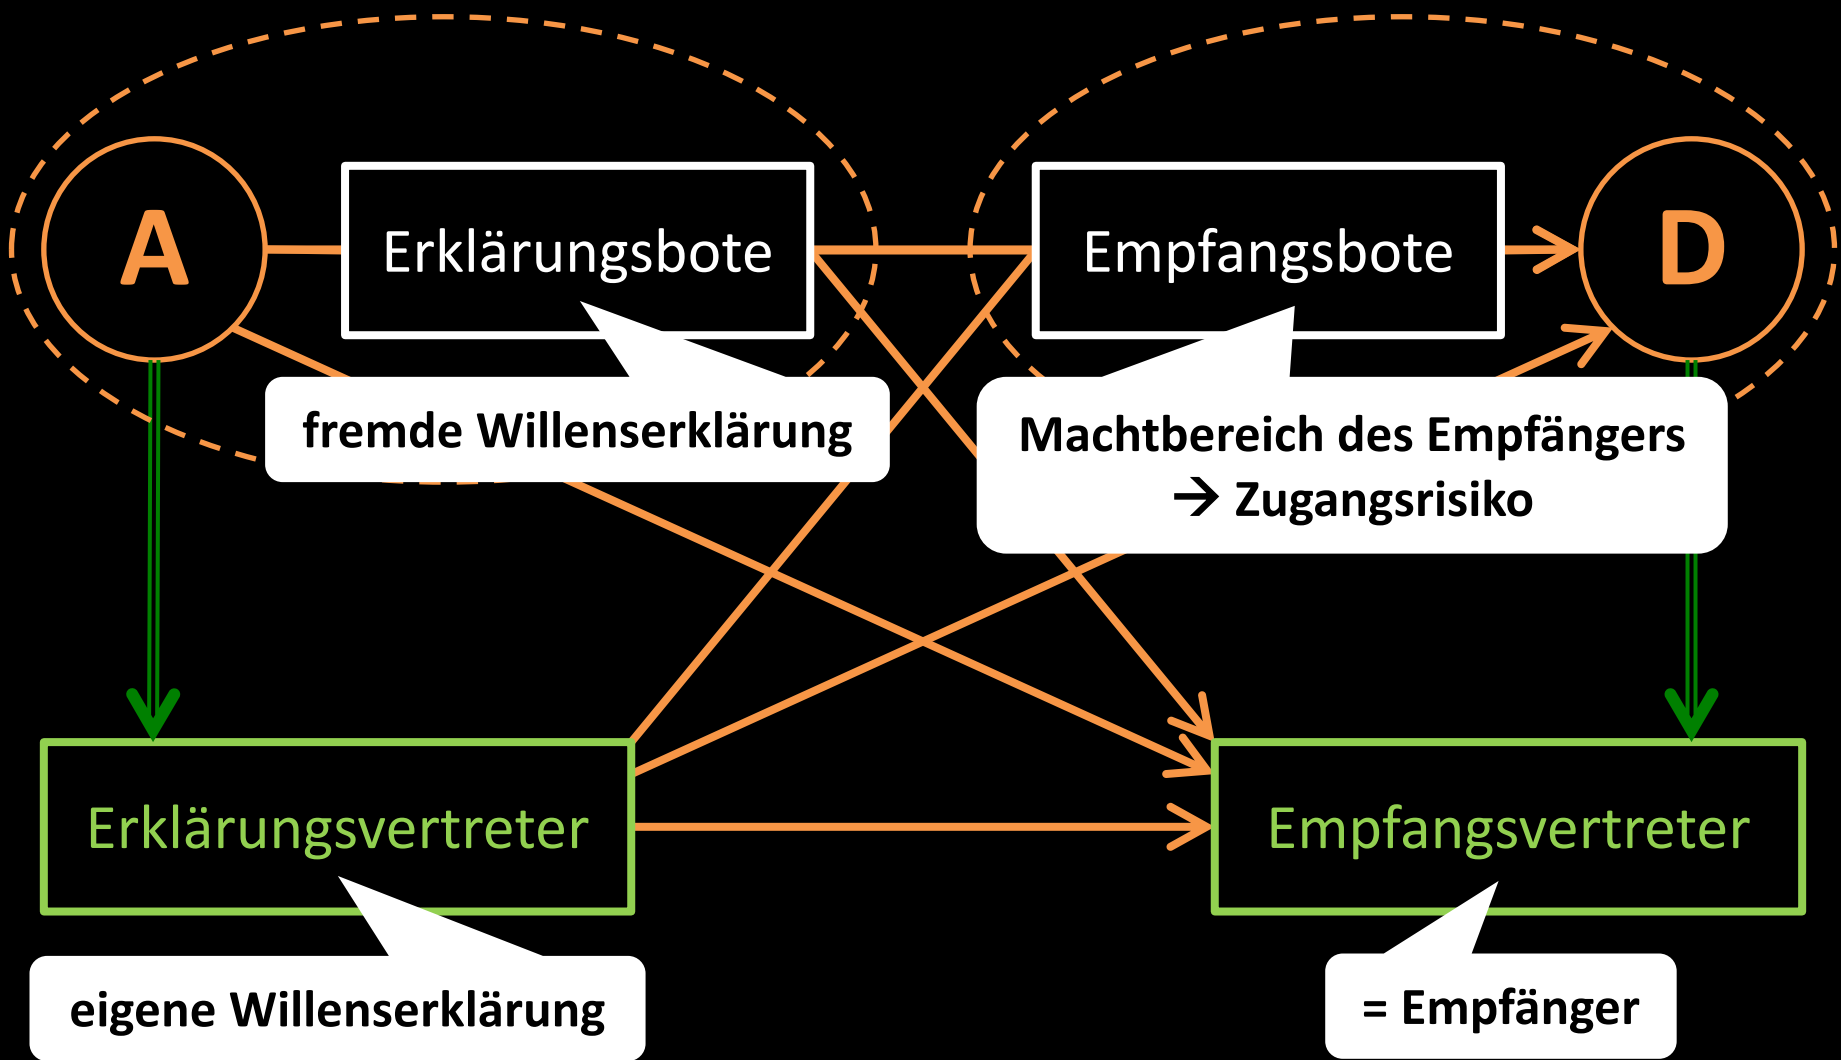 A
Erklärungsbote
Empfangsbote
D
fremde Willenserklärung
Machtbereich des Empfängers
→ Zugangsrisiko
Erklärungsvertreter
Empfangsvertreter
eigene Willenserklärung
= Empfänger